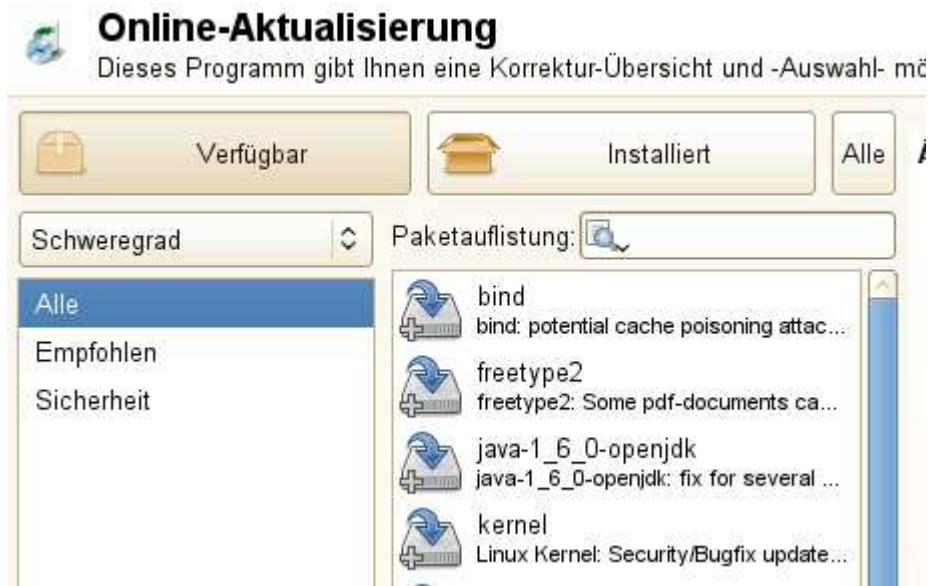 Online-Aktualisierung
Dieses Programm gibt Ihnen eine Korrektur-Übersicht und -Auswahl- mö
Verfügbar
Installiert
Alle
Schweregrad
Paketauflistung:
Alle
Empfohlen
Sicherheit
bind
bind: potential cache poisoning attac...
freetype2
freetype2: Some pdf-documents ca...
java-1_6_0-openjdk
java-1_6_0-openjdk: fix for several ...
kernel
Linux Kernel: Security/Bugfix update...